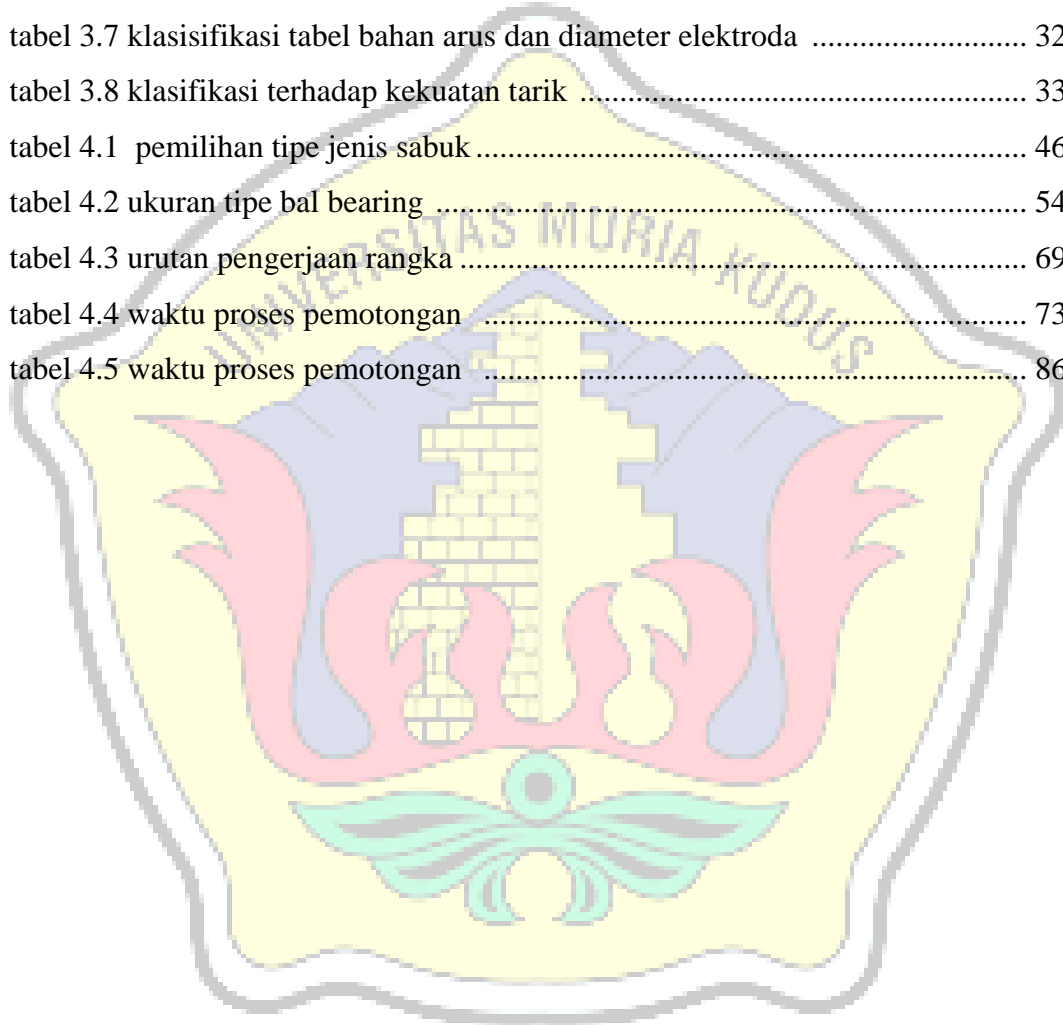 tabel 3.7 klasisifikasi tabel bahan arus dan diameter elektroda ............................ 32
tabel 3.8 klasifikasi terhadap kekuatan tarik ........................................................... 33
tabel 4.1  pemilihan tipe jenis sabuk ........................................................................ 46
tabel 4.2 ukuran tipe bal bearing .............................................................................. 54
UNIVERSITAS MURIA KUDUS
tabel 4.3 urutan pengerjaan rangka .......................................................................... 69
tabel 4.4 waktu proses pemotongan ........................................................................ 73
tabel 4.5 waktu proses pemotongan ........................................................................ 86